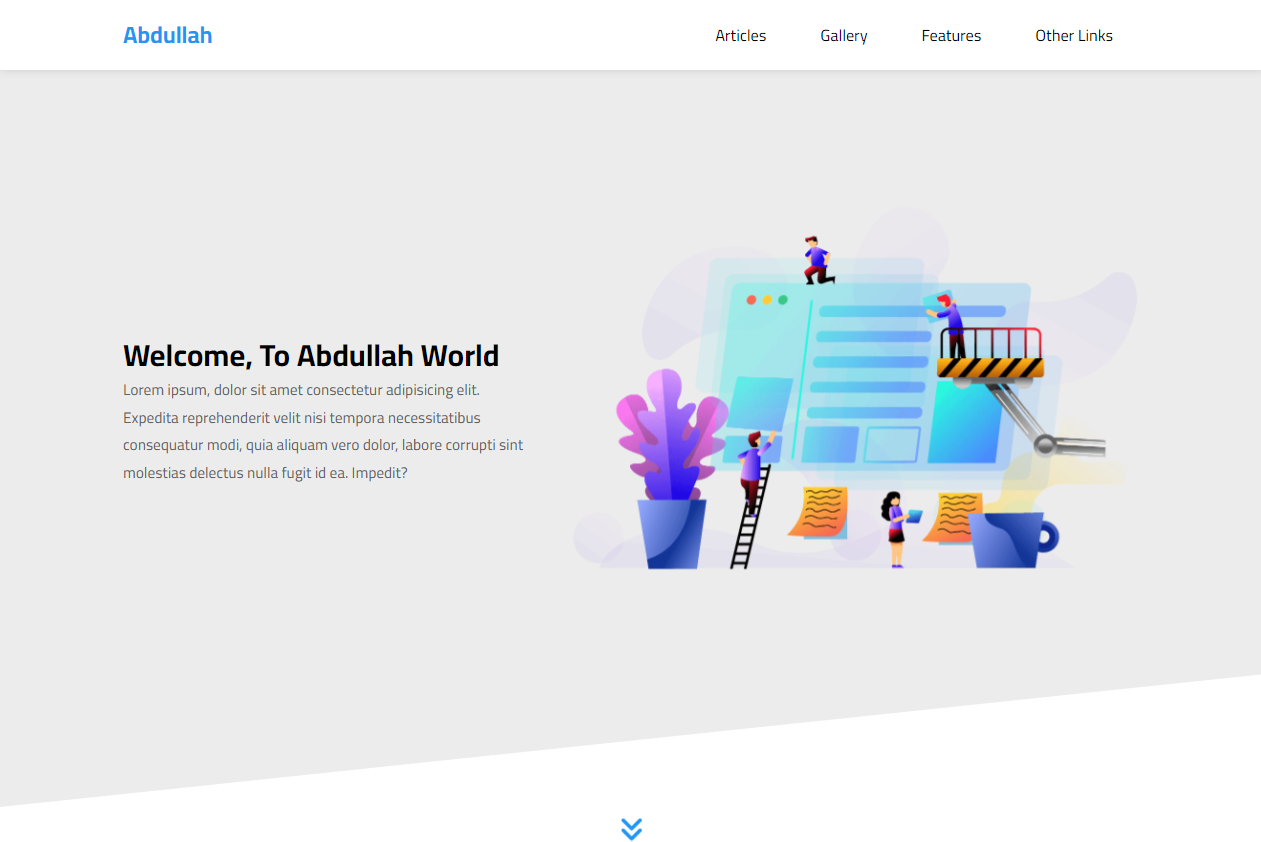 Abdullah
Articles Gallery Features Other Links
Welcome, To Abdullah World
Lorem ipsum, dolor sit amet consectetur adipisicing elit.
Expedita reprehenderit velit nisi tempora necessitatibus
consequatur modi, quia aliquam vero dolor, labore corrupti sint
molestias delectus nulla fugit id ea. Impedit?